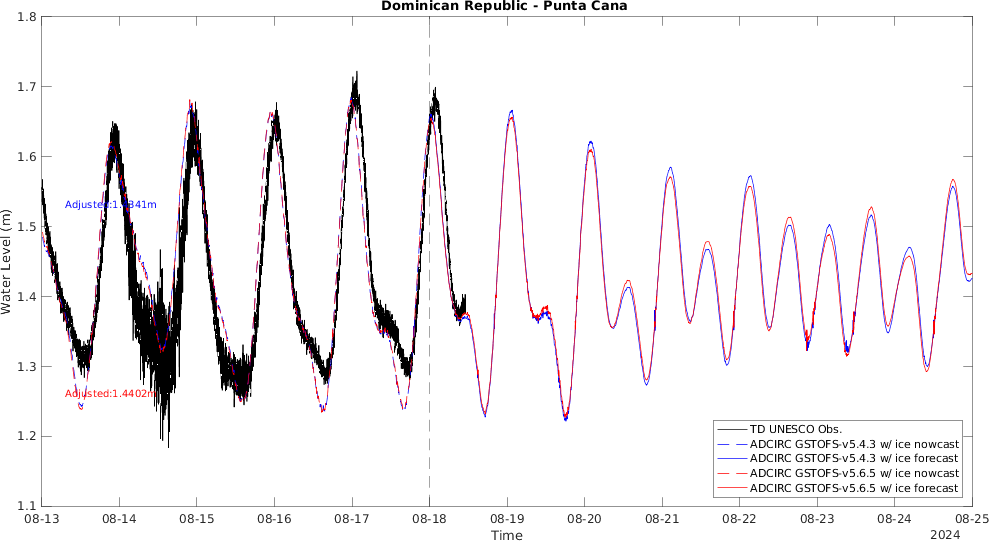 Dominican Republic - Punta Cana
Water Level (m)
1.8
1.7
1.6
1.5
1.4
1.3
1.2
1.1
Adjusted:1.4402m
08-13
08-14
08-15
08-16
08-17
08-18
08-19
08-20
08-21
08-22
08-23
08-24
08-25
Time
2024
TD UNESCO Obs.
ADCIRC GSTOFS-v5.4.3 w/ ice nowcast
ADCIRC GSTOFS-v5.4.3 w/ ice forecast
ADCIRC GSTOFS-v5.6.5 w/ ice nowcast
ADCIRC GSTOFS-v5.6.5 w/ ice forecast